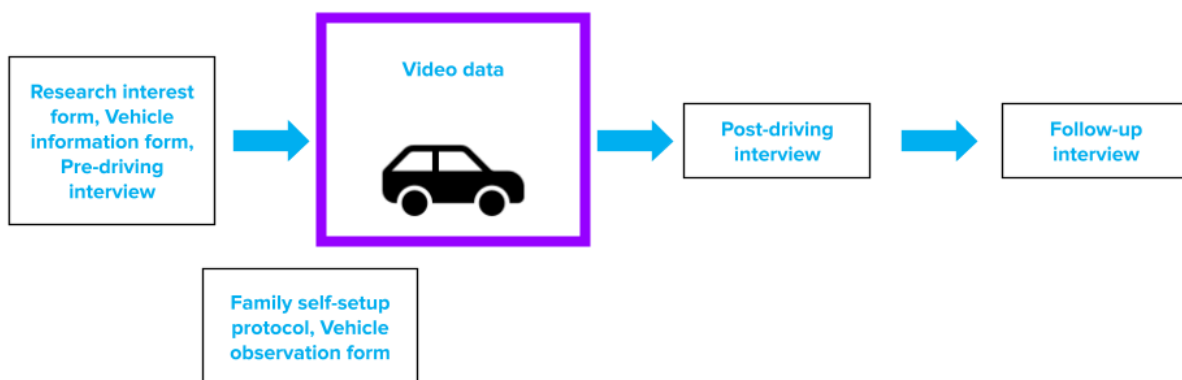 Research interest
form, Vehicle
information form,
Pre-driving
interview
Video data
Post-driving
interview
Follow-up
interview
Family self-setup
protocol, Vehicle
observation form